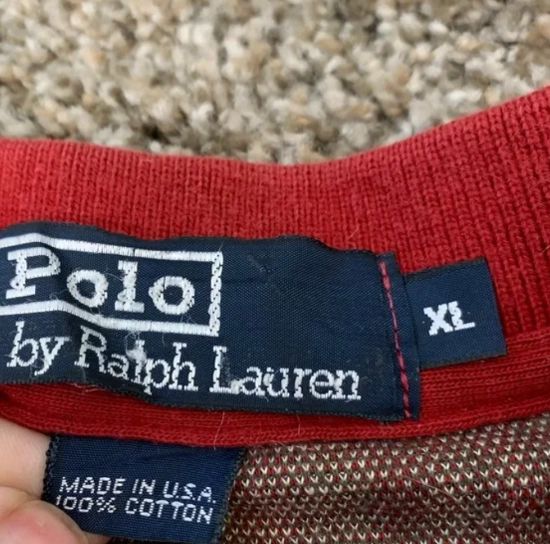 Polo
by Ralph Lauren
XL
MADE IN U.S.A.
100% COTTON